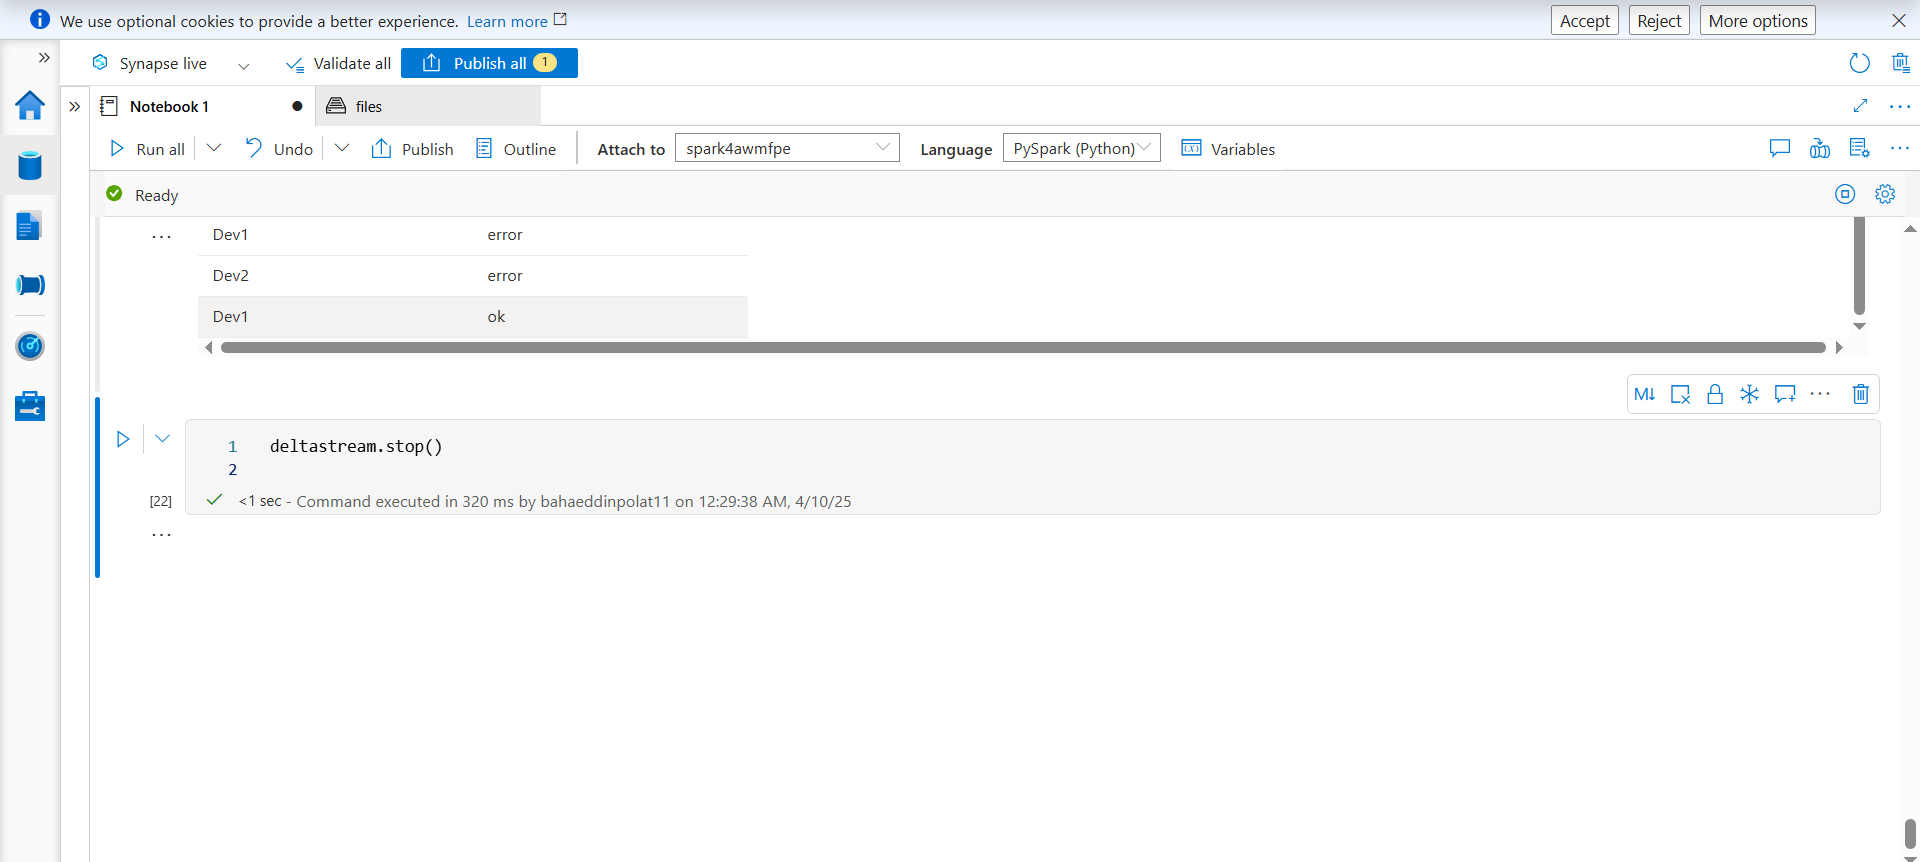 We use optional cookies to provide a better experience. Learn more
Accept
Reject
More options
Synapse live
Validate all
Publish all 1
Notebook 1
files
Run all
Undo
Publish
Outline
Attach to
spark4awmfpe
Language
PySpark (Python)
Variables
Ready
Dev1 error
Dev2 error
Dev1 ok
M↓
1 deltastream.stop()
2
[22] <1 sec - Command executed in 320 ms by bahaeddinpolat11 on 12:29:38 AM, 4/10/25